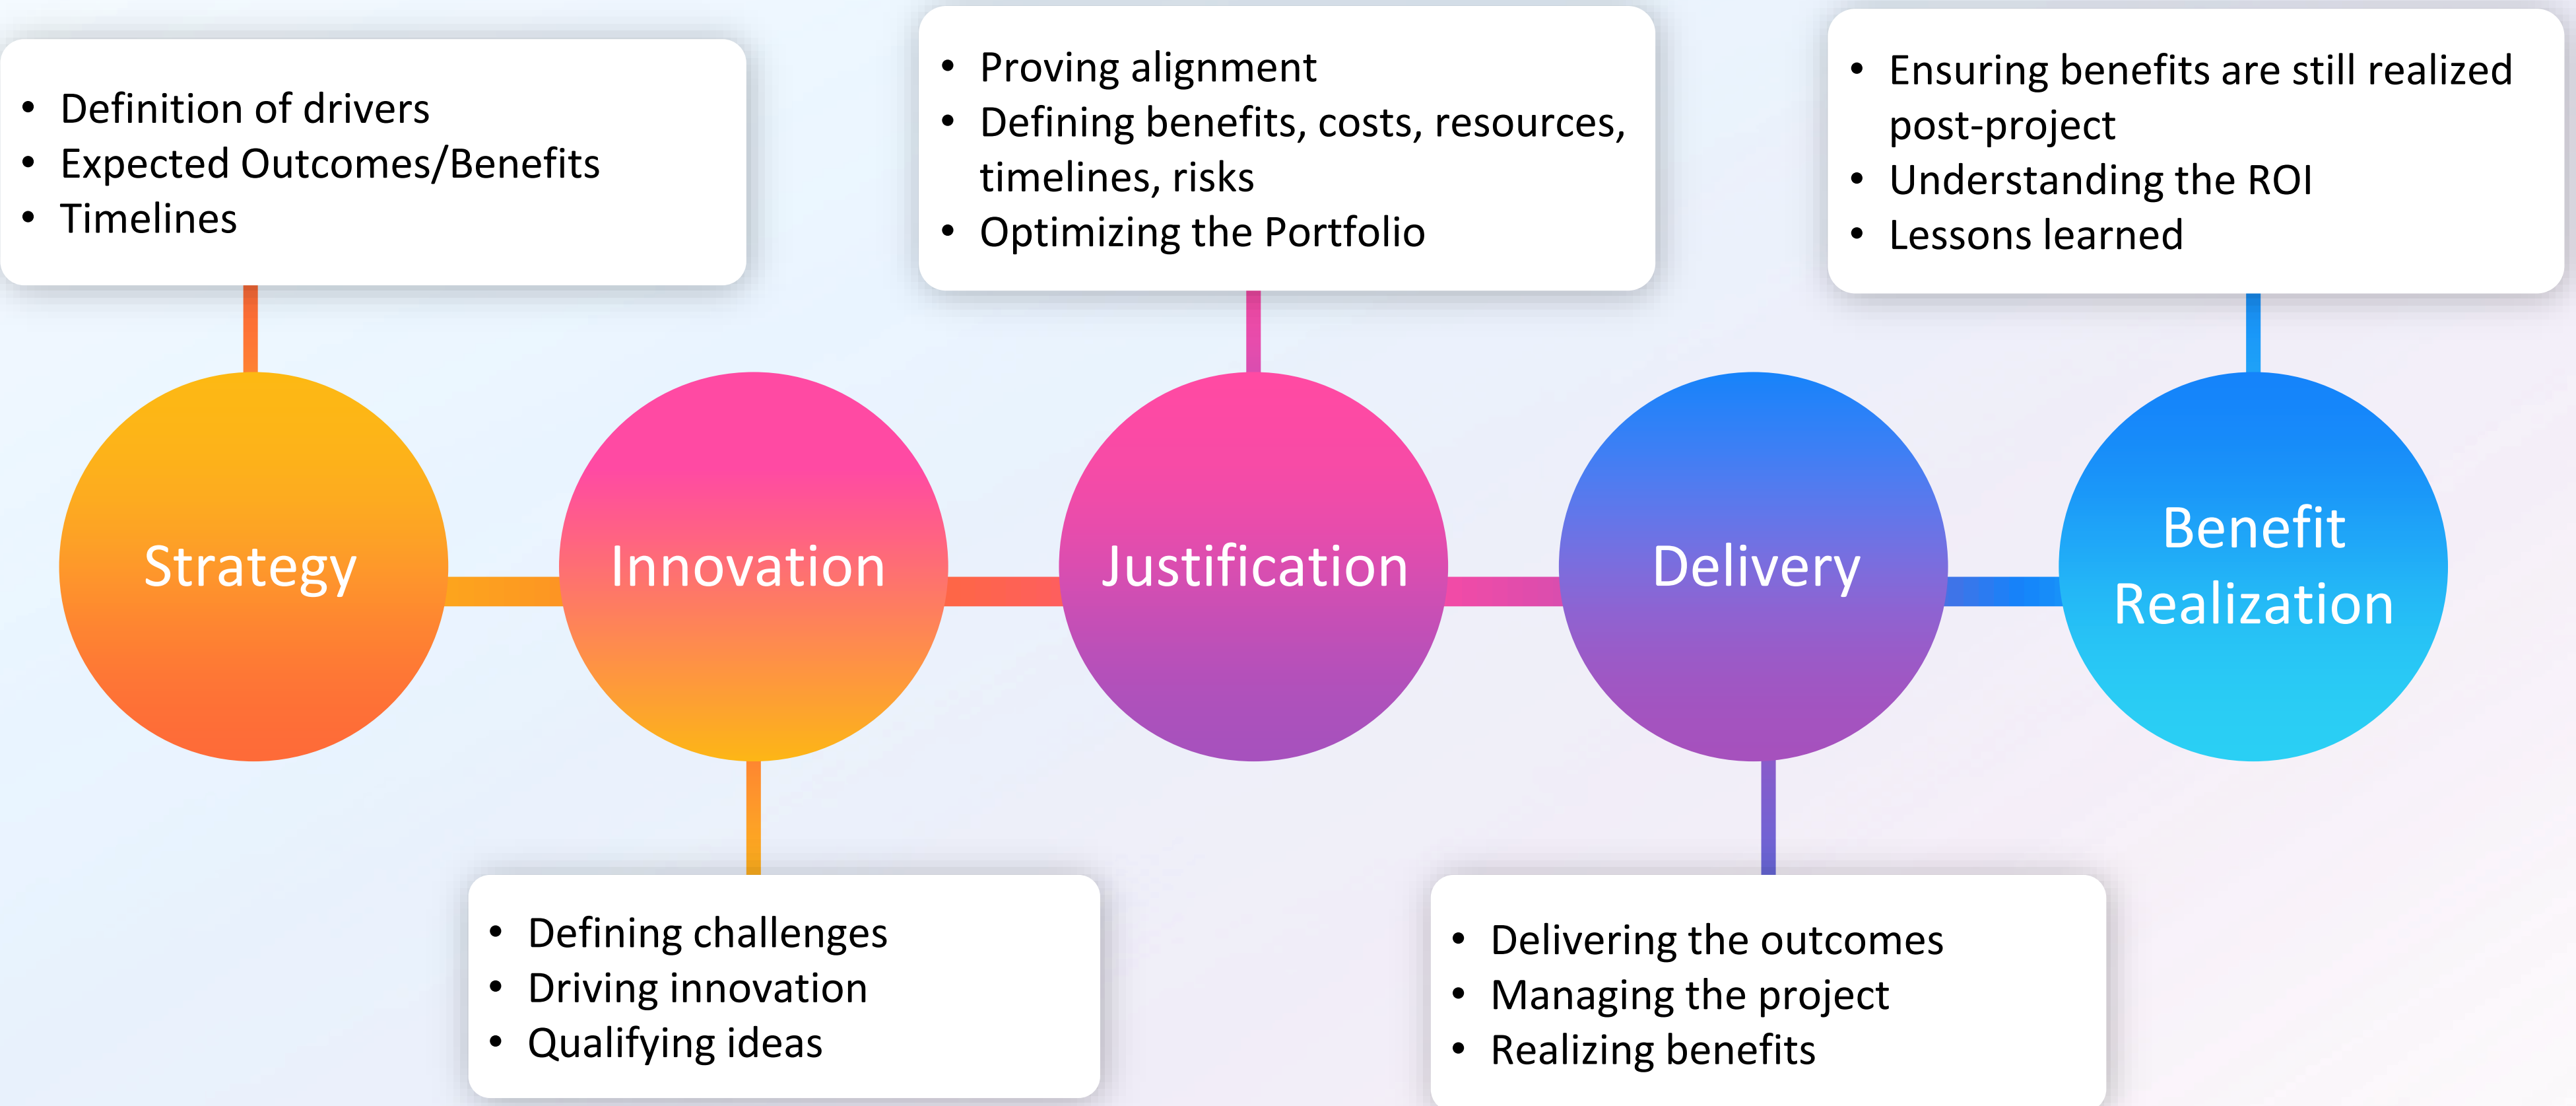 • Definition of drivers
• Expected Outcomes/Benefits
• Timelines
• Proving alignment
• Defining benefits, costs, resources,
timelines, risks
• Optimizing the Portfolio
• Ensuring benefits are still realized
post-project
• Understanding the ROI
• Lessons learned
Strategy
Innovation
Justification
Delivery
Benefit
Realization
• Defining challenges
• Driving innovation
• Qualifying ideas
• Delivering the outcomes
• Managing the project
• Realizing benefits